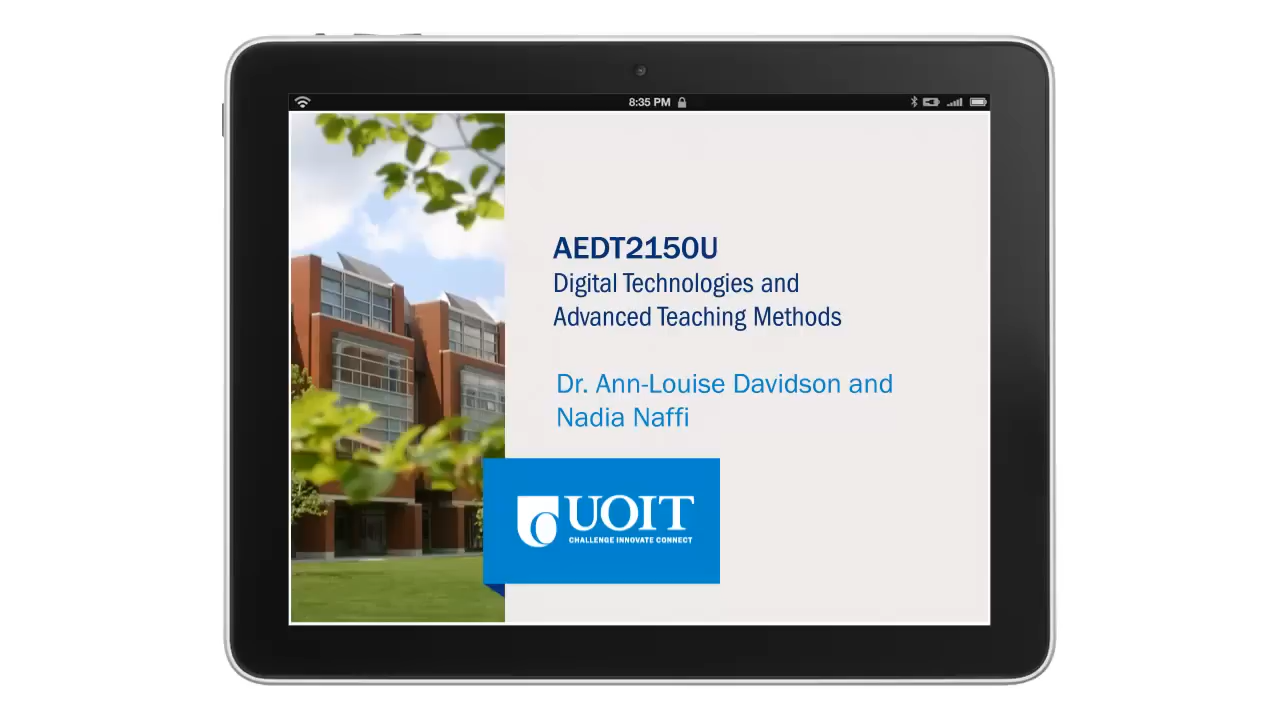 8:35 PM
AEDT2150U
Digital Technologies and
Advanced Teaching Methods
Dr. Ann-Louise Davidson and
Nadia Naffi
UOIT
CHALLENGE INNOVATE CONNECT